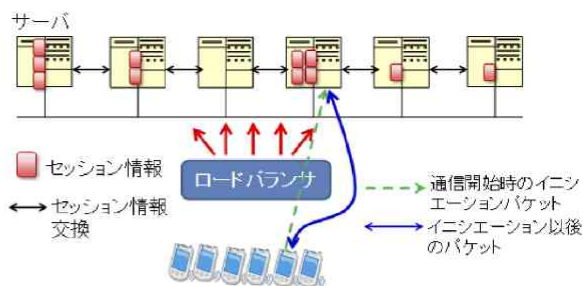 サーバ
セッション情報
セッション情報
交換
ロードバランサ
通信開始時のイニシ
エーションパケット
イニシエーション以後
のパケット